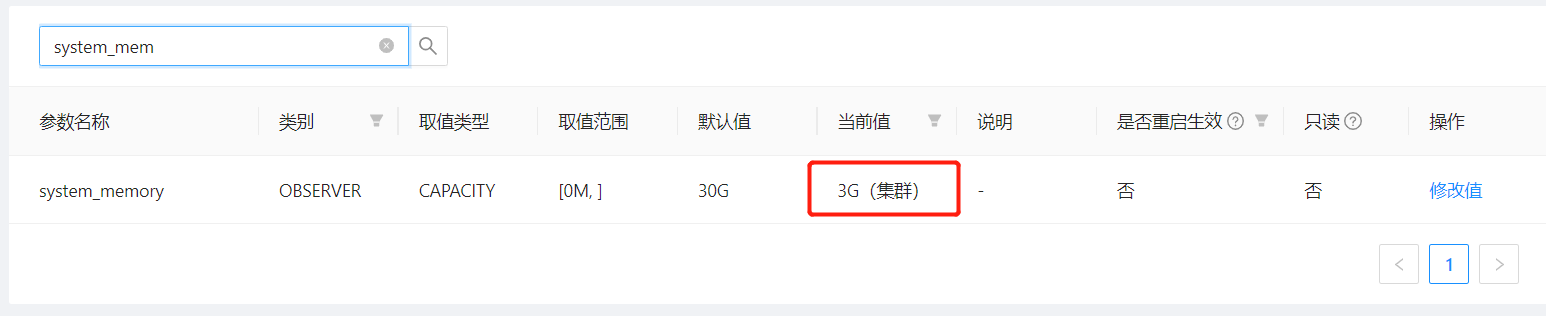 system_mem
参数名称 类别 取值类型 取值范围 默认值 当前值 说明 是否重启生效 只读 操作
system_memory OBSERVER CAPACITY [0M, ] 30G 3G（集群） - 否 否 修改值
< 1 >